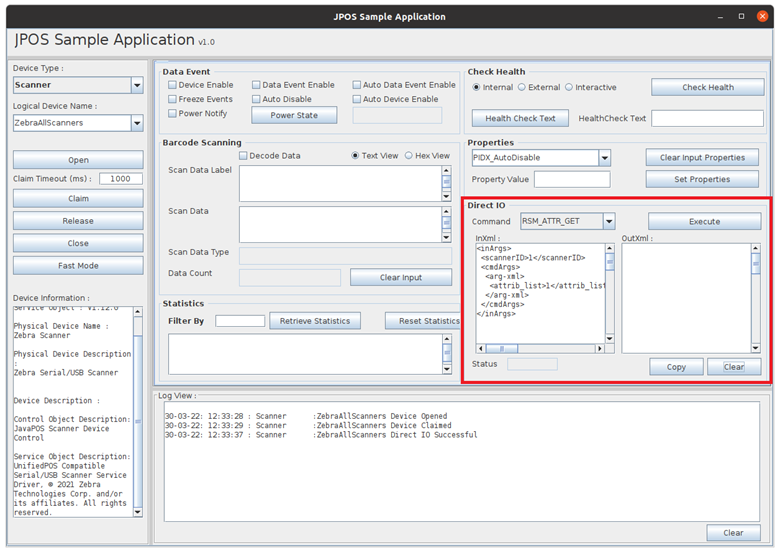 JPOS Sample Application
JPOS Sample Application v1.0
Device Type :
Scanner
Logical Device Name :
ZebraAllScanners
Open
Claim Timeout (ms) : 1000
Claim
Release
Close
Fast Mode
Device Information :
Service Object : v1.12.0
Physical Device Name :
Zebra Scanner
Physical Device Description
:
Zebra Serial/USB Scanner
Device Description :
Control Object Description:
JavaPOS Scanner Device
Control
Service Object Description:
UnifiedPOS Compatible
Serial/USB Scanner Service
Driver, © 2021 Zebra
Technologies Corp. and/or
its affiliates. All rights
reserved.
Data Event
Device Enable Data Event Enable Auto Data Event Enable
Freeze Events Auto Disable Auto Device Enable
Power Notify Power State
Barcode Scanning
Decode Data Text View Hex View
Scan Data Label
Scan Data
Scan Data Type
Data Count Clear Input
Statistics
Filter By Retrieve Statistics Reset Statistics
Check Health
Internal External Interactive Check Health
Health Check Text HealthCheck Text
Properties
PIDX_AutoDisable Clear Input Properties
Property Value Set Properties
Direct IO
Command RSM_ATTR_GET Execute
InXml : OutXml :
<inArgs>
<scannerID>1</scannerID>
<cmdArgs>
<arg-xml>
<attrib_list>1</attrib_list
</arg-xml>
</cmdArgs>
</inArgs>
Status Copy Clear
Log View :
30-03-22: 12:33:28 : Scanner :ZebraAllScanners Device Opened
30-03-22: 12:33:29 : Scanner :ZebraAllScanners Device Claimed
30-03-22: 12:33:37 : Scanner :ZebraAllScanners Direct IO Successful
Clear